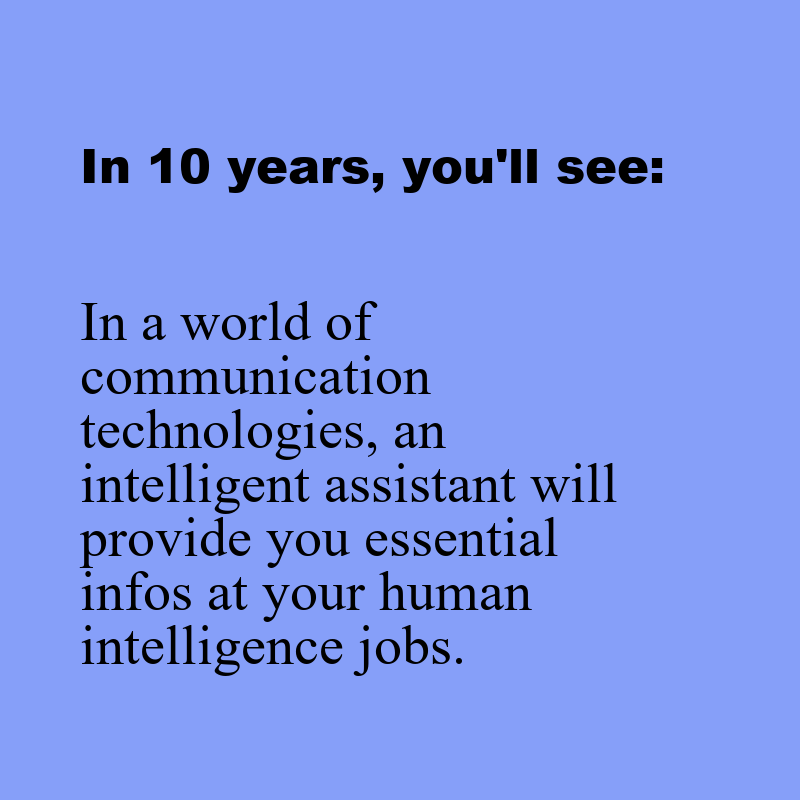 In 10 years, you'll see:
In a world of
communication
technologies, an
intelligent assistant will
provide you essential
infos at your human
intelligence jobs.